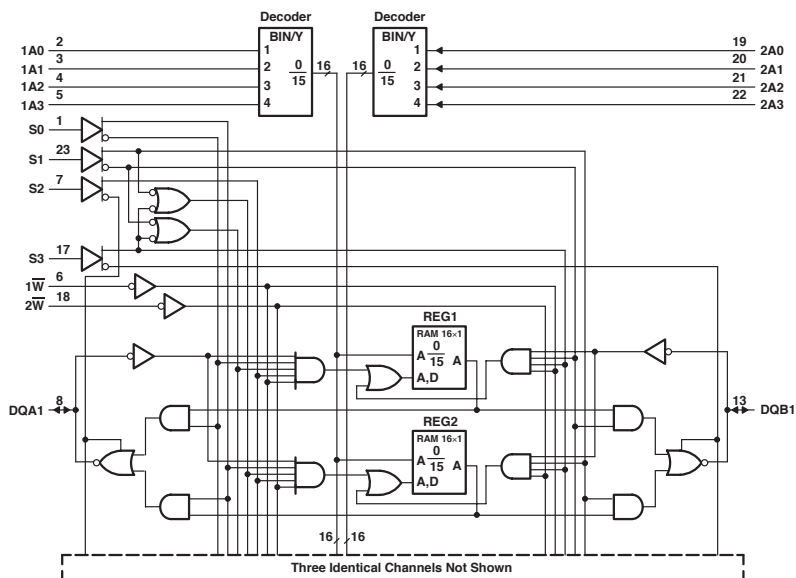 Decoder Decoder
BIN/Y BIN/Y
1A0 2 1 1 19 2A0
1A1 3 2 0 16 16 0 2 20 2A1
1A2 4 3 15 15 3 21 2A2
1A3 5 4 4 22 2A3
S0 1
S1 23
S2 7
S3 17
1W̅ 6
2W̅ 18
REG1
RAM 16×1
A 0 A
15
A,D
DQA1 8 13 DQB1
REG2
RAM 16×1
A 0 A
15
A,D
16 16
Three Identical Channels Not Shown